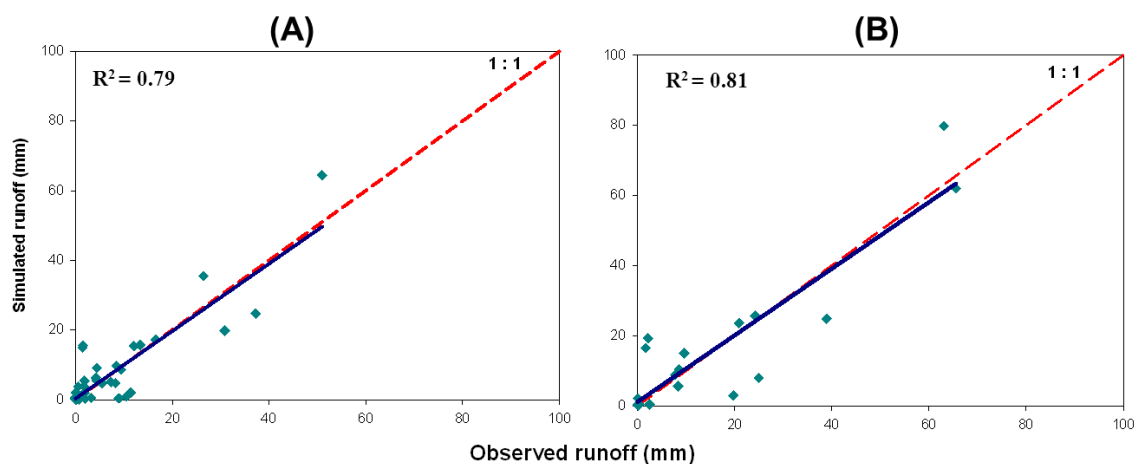 (A)
(B)
R² = 0.79
1 : 1
R² = 0.81
1 : 1
Simulated runoff (mm)
100
80
60
40
20
0
0 20 40 60 80 100
100
80
60
40
20
0
0 20 40 60 80 100
Observed runoff (mm)